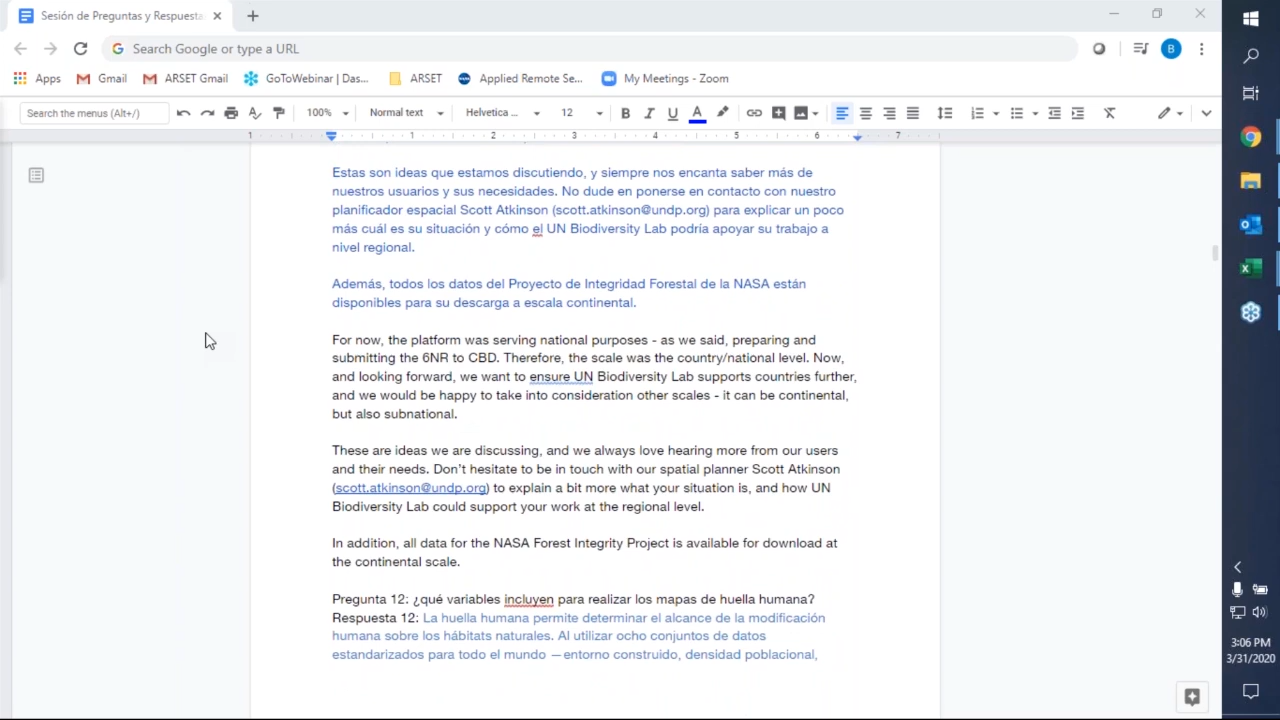 Sesión de Preguntas y Respuesta
Search Google or type a URL
B
Apps
Gmail
ARSET Gmail
GoToWebinar | Das...
ARSET
Applied Remote Se...
My Meetings - Zoom
Search the menus (Alt+/)
100%
Normal text
Helvetica ...
12
B I U A
1 1 2 3 4 5 6 7
Estas son ideas que estamos discutiendo, y siempre nos encanta saber más de
nuestros usuarios y sus necesidades. No dude en ponerse en contacto con nuestro
planificador espacial Scott Atkinson (scott.atkinson@undp.org) para explicar un poco
más cuál es su situación y cómo el UN Biodiversity Lab podría apoyar su trabajo a
nivel regional.
Además, todos los datos del Proyecto de Integridad Forestal de la NASA están
disponibles para su descarga a escala continental.
For now, the platform was serving national purposes - as we said, preparing and
submitting the 6NR to CBD. Therefore, the scale was the country/national level. Now,
and looking forward, we want to ensure UN Biodiversity Lab supports countries further,
and we would be happy to take into consideration other scales - it can be continental,
but also subnational.
These are ideas we are discussing, and we always love hearing more from our users
and their needs. Don't hesitate to be in touch with our spatial planner Scott Atkinson
(scott.atkinson@undp.org) to explain a bit more what your situation is, and how UN
Biodiversity Lab could support your work at the regional level.
In addition, all data for the NASA Forest Integrity Project is available for download at
the continental scale.
Pregunta 12: ¿qué variables incluyen para realizar los mapas de huella humana?
Respuesta 12: La huella humana permite determinar el alcance de la modificación
humana sobre los hábitats naturales. Al utilizar ocho conjuntos de datos
estandarizados para todo el mundo —entorno construido, densidad poblacional,
3:06 PM
3/31/2020